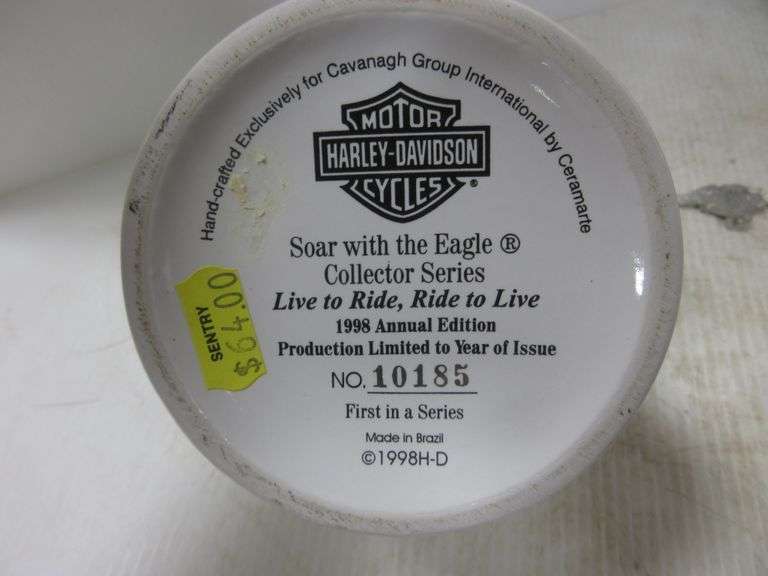 Hand-crafted Exclusively for Cavanagh Group International by Ceramarte
MOTOR
HARLEY-DAVIDSON
CYCLES®
Soar with the Eagle ®
Collector Series
Live to Ride, Ride to Live
1998 Annual Edition
Production Limited to Year of Issue
NO. 10185
First in a Series
Made in Brazil
©1998H-D
SENTRY
$64.00